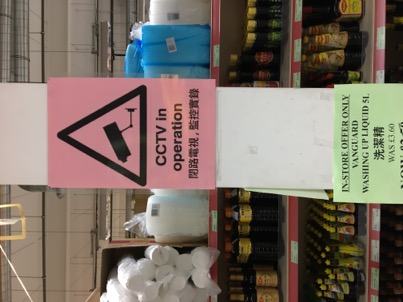 CCTV in
operation
閉路電視，監控實錄
IN-STORE OFFER ONLY
VANGUARD
WASHING UP LIQUID 5L
洗潔精
WAS £3.60
NOW